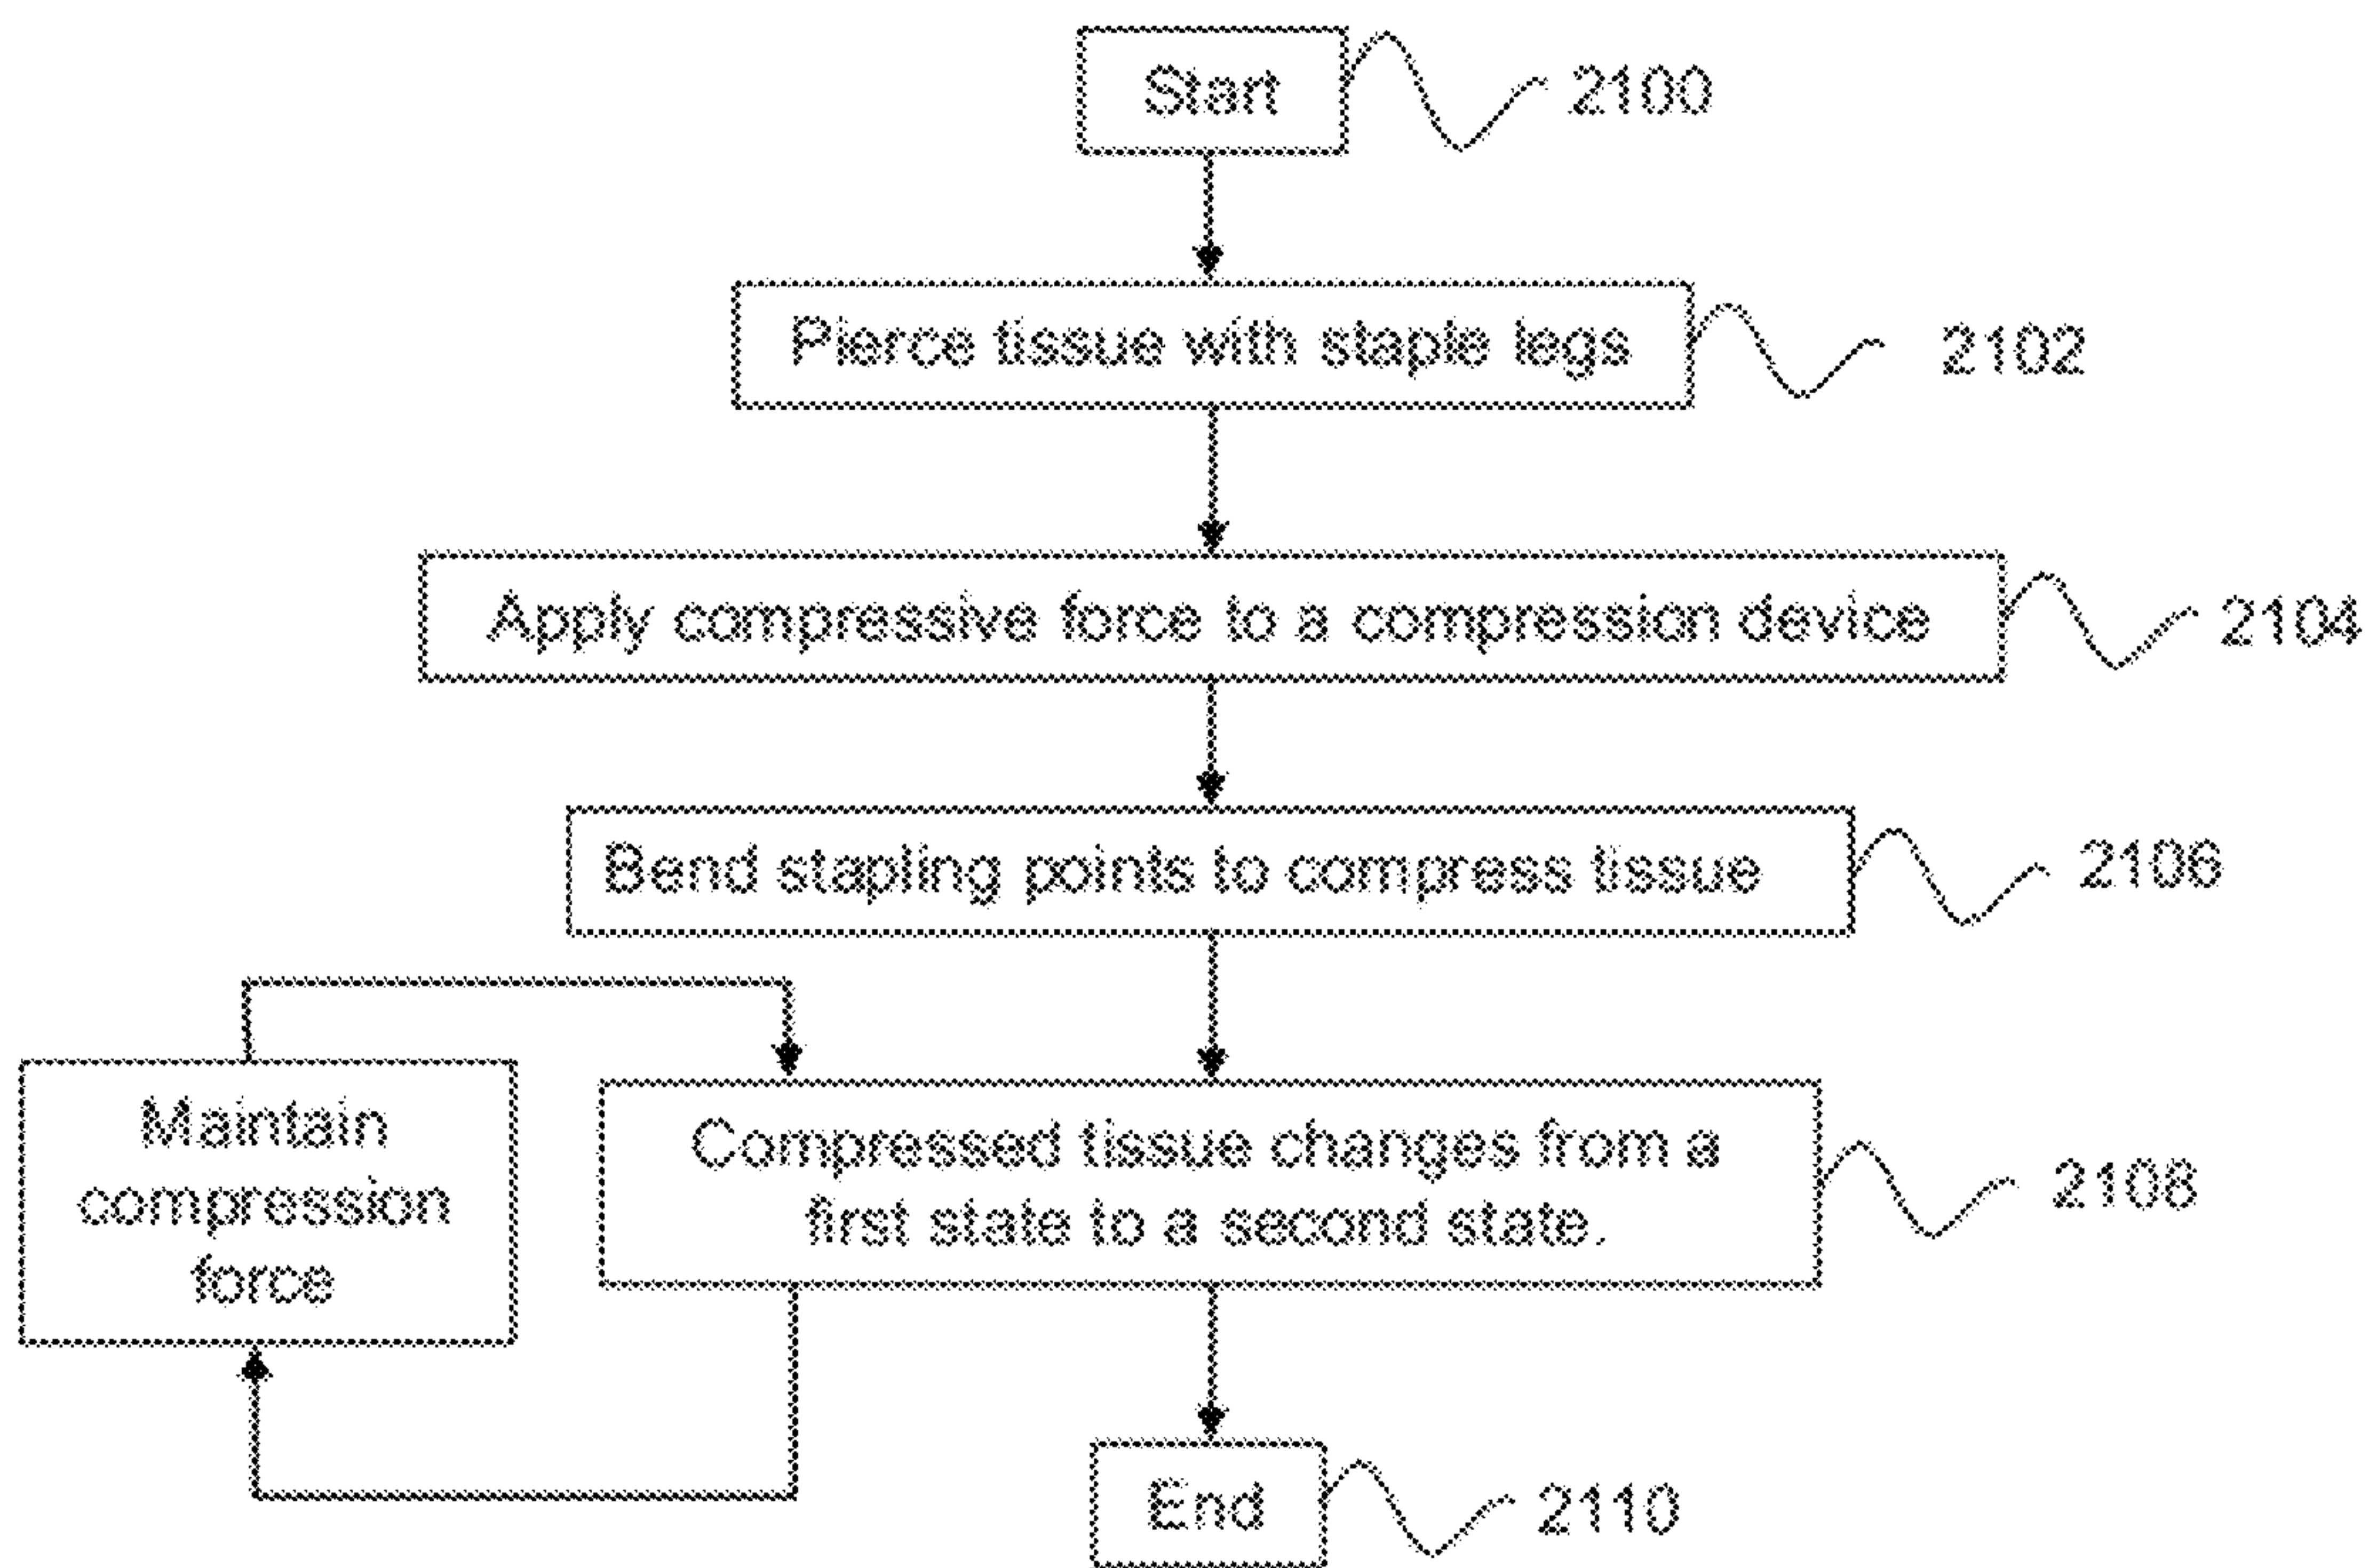 Start
2100
Pierce tissue with staple legs
2102
Apply compressive force to a compression device
2104
Bend stapling points to compress tissue
2106
Maintain
compression
force
Compressed tissue changes from a
first state to a second state.
2108
End
2110